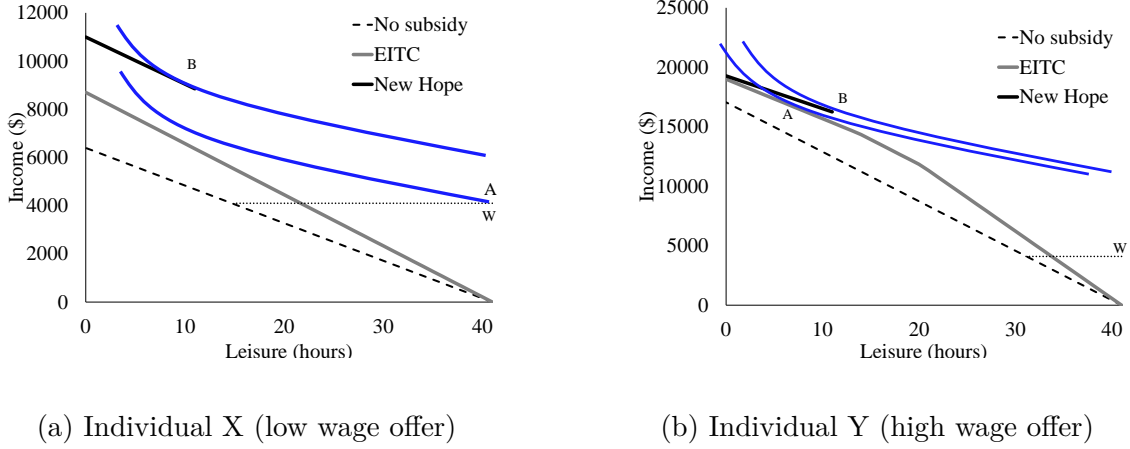 12000
10000
8000
6000
4000
2000
0
Income ($)
No subsidy
EITC
New Hope
B
A
W
0
10
20
30
40
Leisure (hours)
(a) Individual X (low wage offer)
25000
20000
15000
10000
5000
0
Income ($)
No subsidy
EITC
New Hope
B
A
W
0
10
20
30
40
Leisure (hours)
(b) Individual Y (high wage offer)